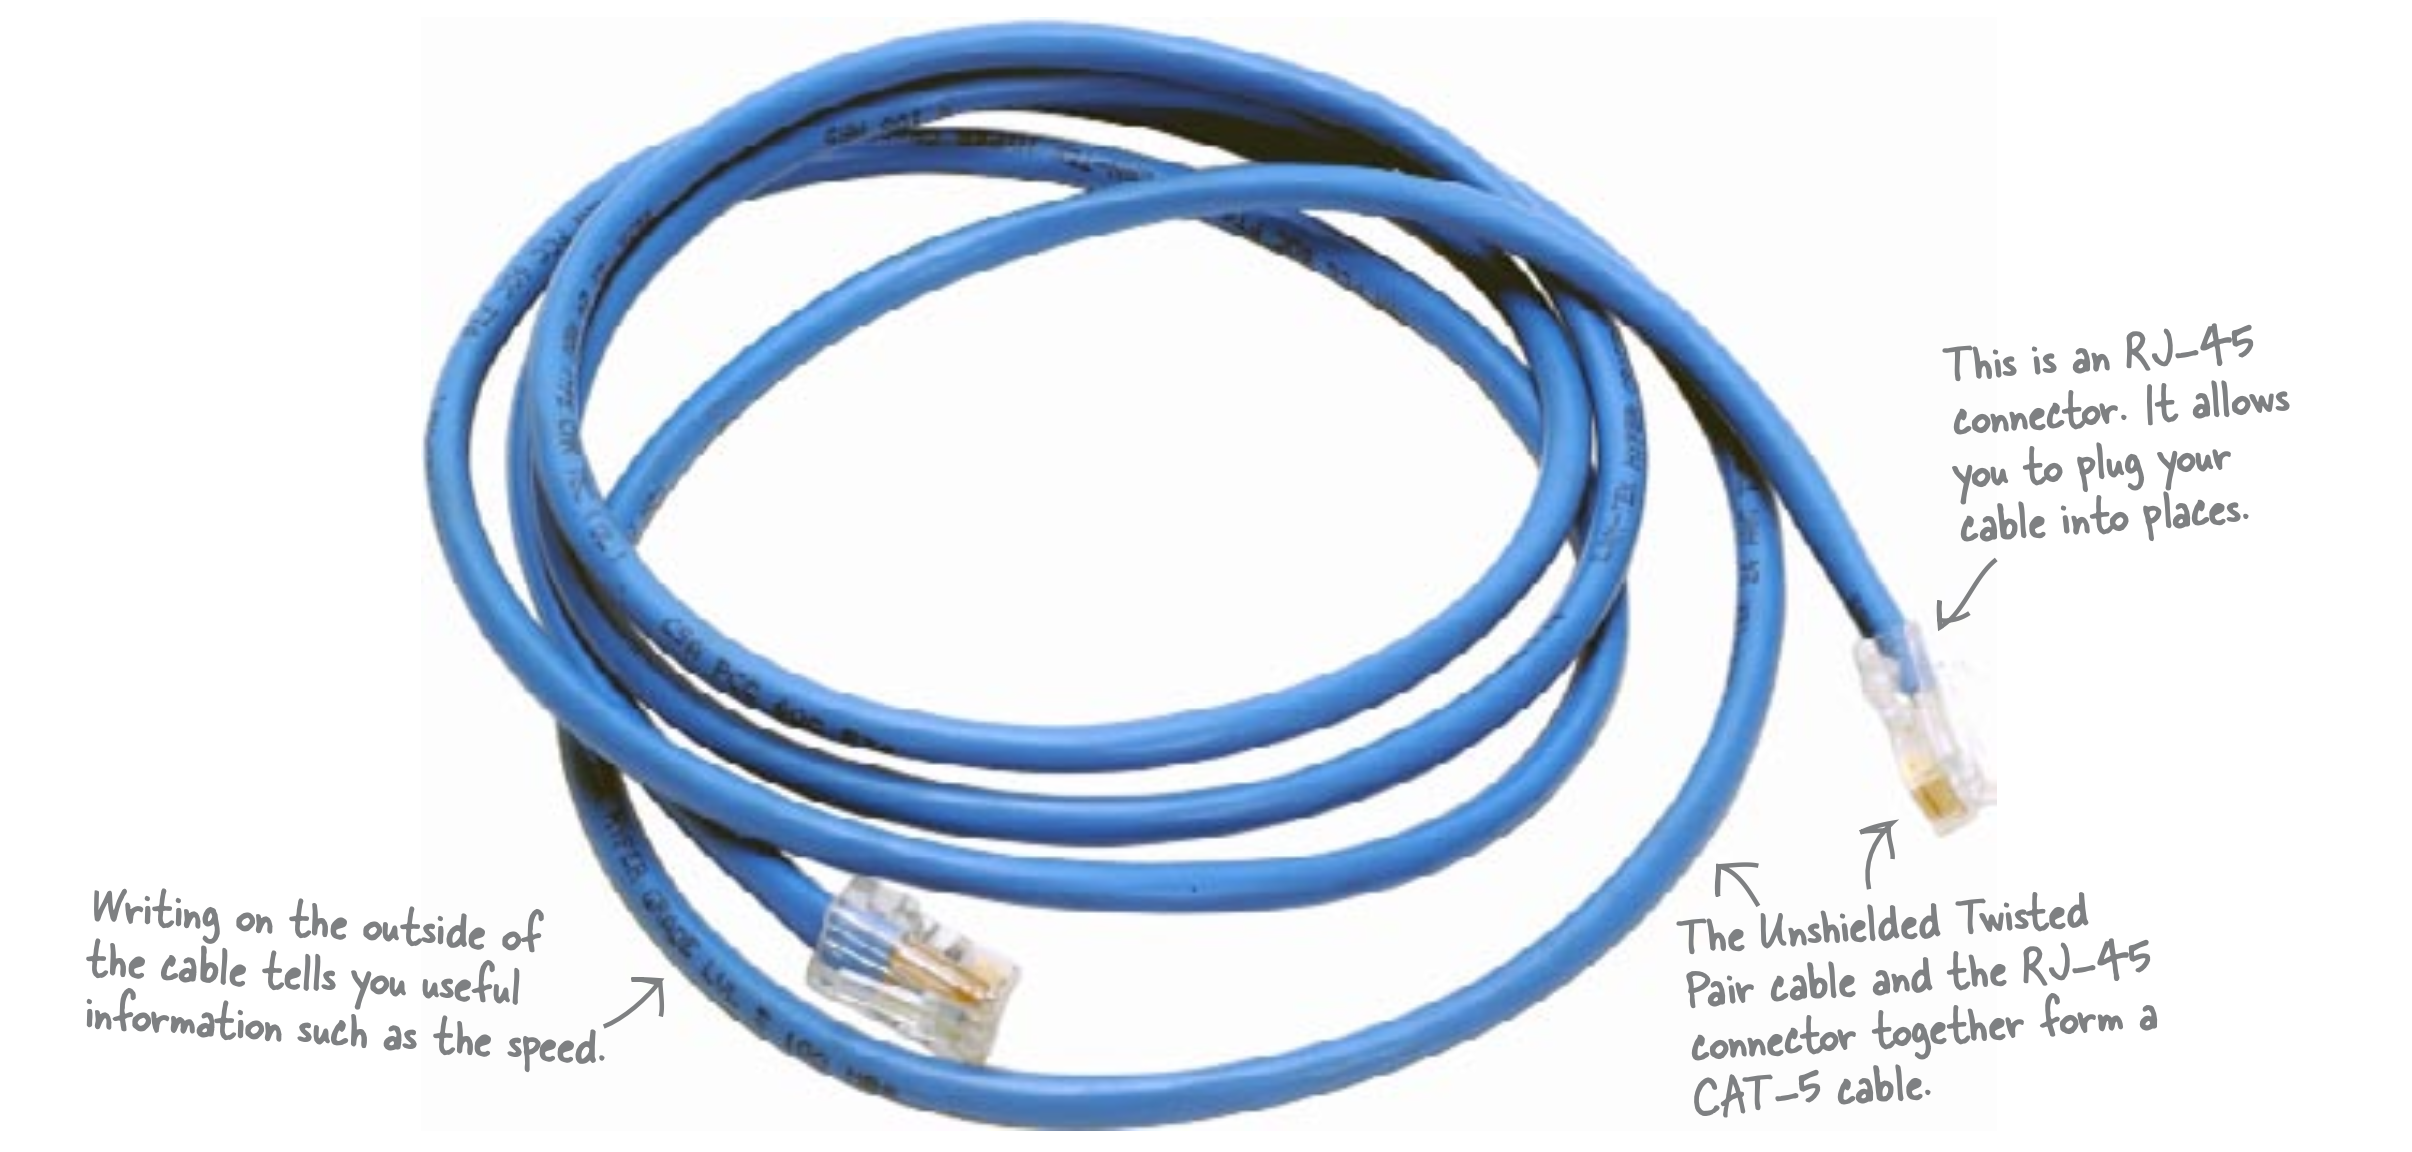 This is an RJ-45
connector. It allows
you to plug your
cable into places.
Writing on the outside of
the cable tells you useful
information such as the speed.
The Unshielded Twisted
Pair cable and the RJ-45
connector together form a
CAT-5 cable.